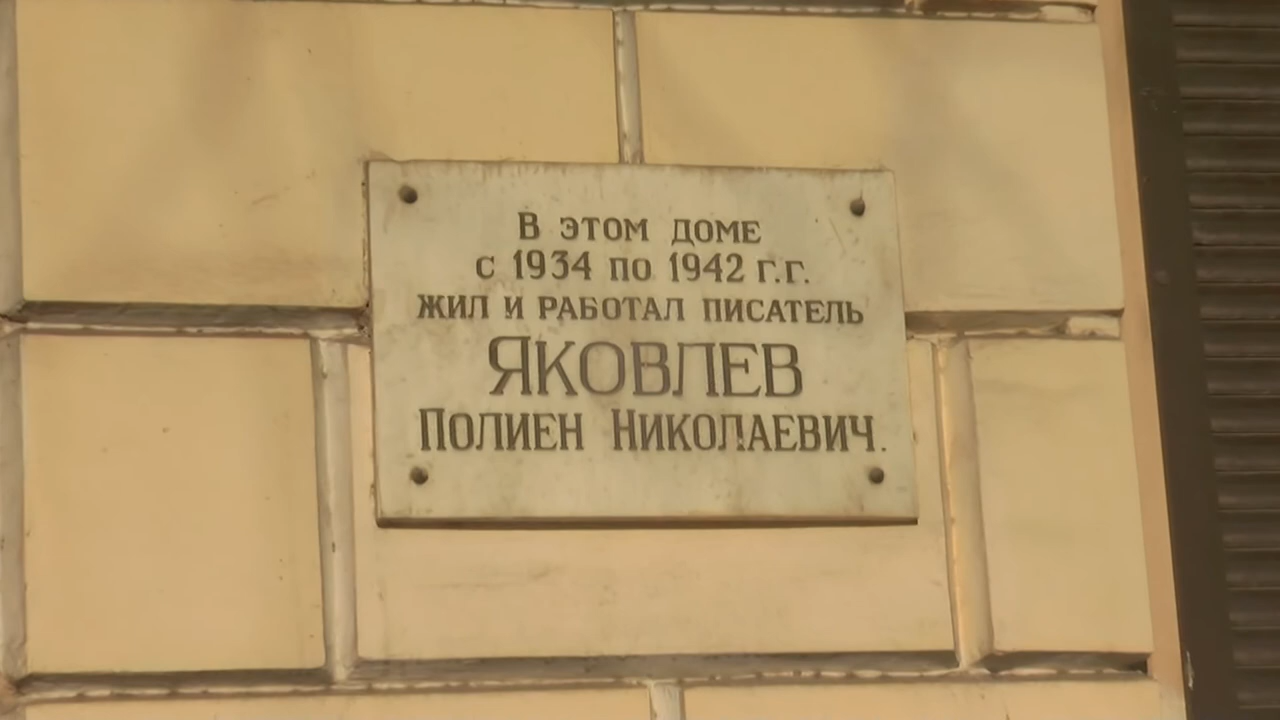 В ЭТОМ ДОМЕ
С 1934 ПО 1942 Г.Г.
ЖИЛ И РАБОТАЛ ПИСАТЕЛЬ
ЯКОВЛЕВ
ПОЛИЕН НИКОЛАЕВИЧ.